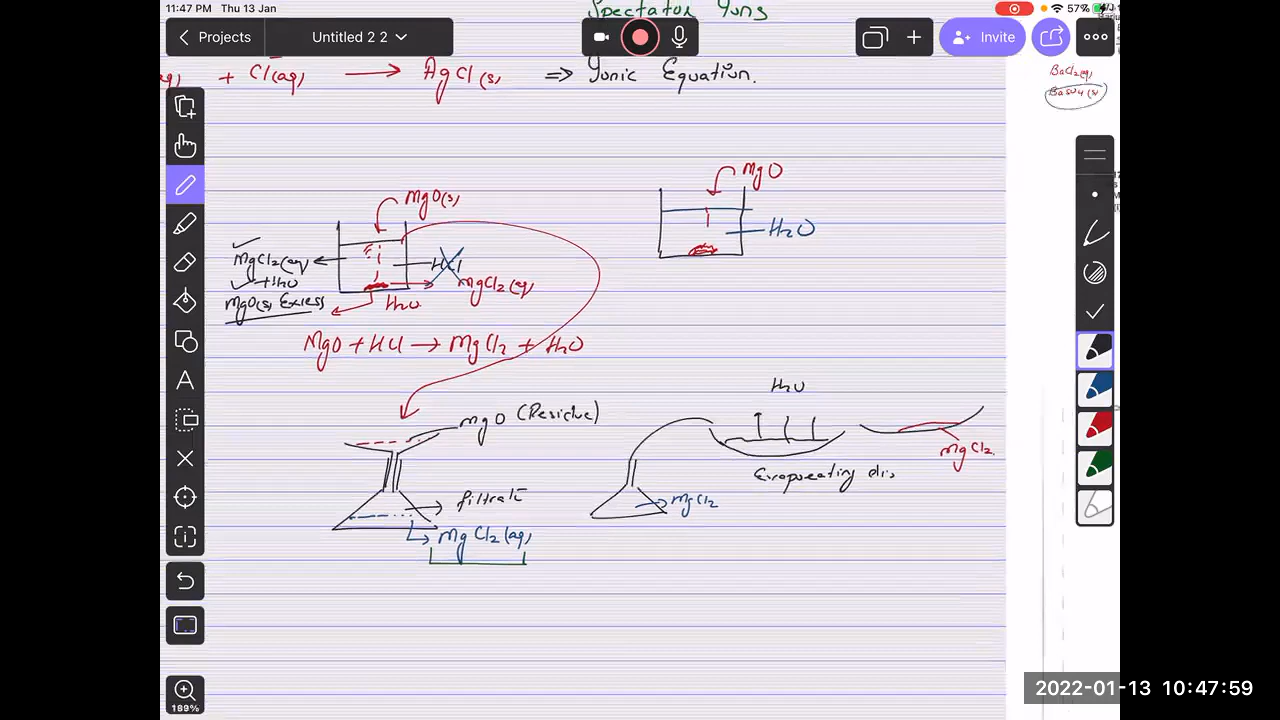 11:47 PM Thu 13 Jan
57%
Spectator Yons
Projects
Untitled 2 2
Invite
+ Cl(aq) → AgCl(s) ⇒ Yonic Equation.
BaCl2(aq)
BaSO4(s)
MgO
MgO(s)
H2O
MgCl2(aq)
HCl
+ H2O
MgCl2(aq)
MgO(s) Excess
H2O
MgO + HCl → MgCl2 + H2O
H2O
MgO (Residue)
MgCl2.
Evaporating dis
filtrate
MgCl2
MgCl2(aq)
189%
2022-01-13 10:47:59